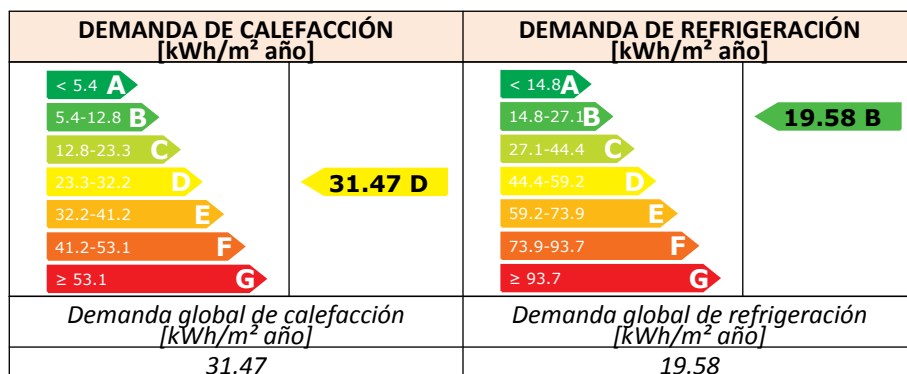 DEMANDA DE CALEFACCIÓN
[kWh/m² año]
DEMANDA DE REFRIGERACIÓN
[kWh/m² año]
< 5.4 A
5.4-12.8 B
12.8-23.3 C
23.3-32.2 D
32.2-41.2 E
41.2-53.1 F
≥ 53.1 G
31.47 D
< 14.8 A
14.8-27.1 B
27.1-44.4 C
44.4-59.2 D
59.2-73.9 E
73.9-93.7 F
≥ 93.7 G
19.58 B
Demanda global de calefacción
[kWh/m² año]
Demanda global de refrigeración
[kWh/m² año]
31.47
19.58